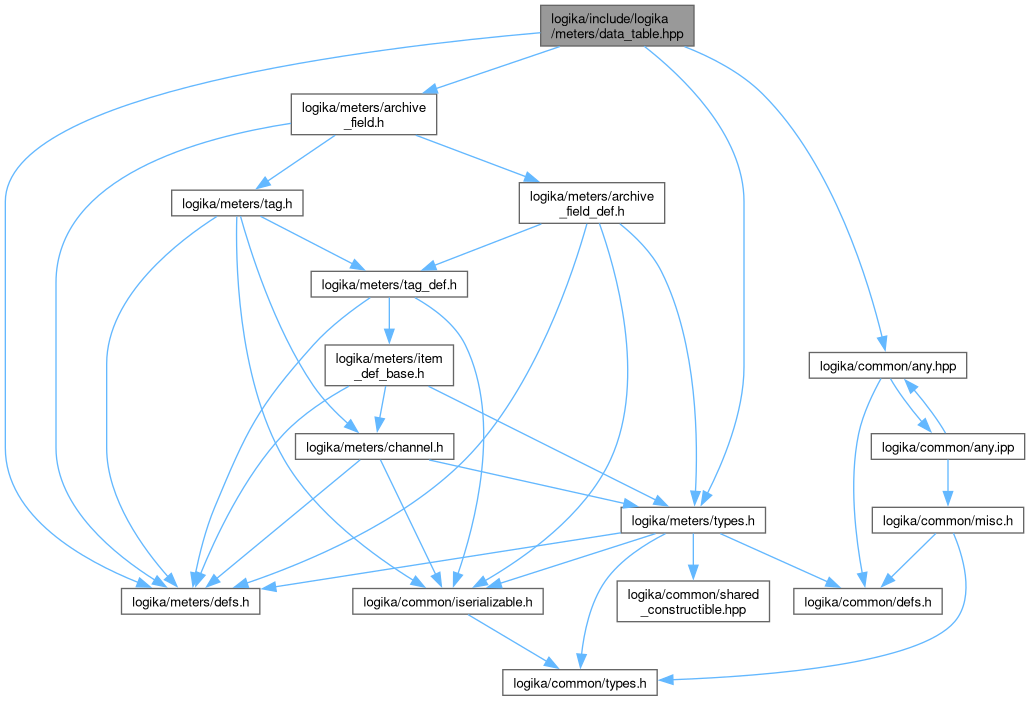 logika/include/logika
/meters/data_table.hpp
logika/meters/archive
_field.h
logika/meters/tag.h
logika/meters/archive
_field_def.h
logika/meters/tag_def.h
logika/meters/item
_def_base.h
logika/common/any.hpp
logika/meters/channel.h
logika/common/any.ipp
logika/meters/types.h
logika/common/misc.h
logika/meters/defs.h
logika/common/iserializable.h
logika/common/shared
_constructible.hpp
logika/common/defs.h
logika/common/types.h